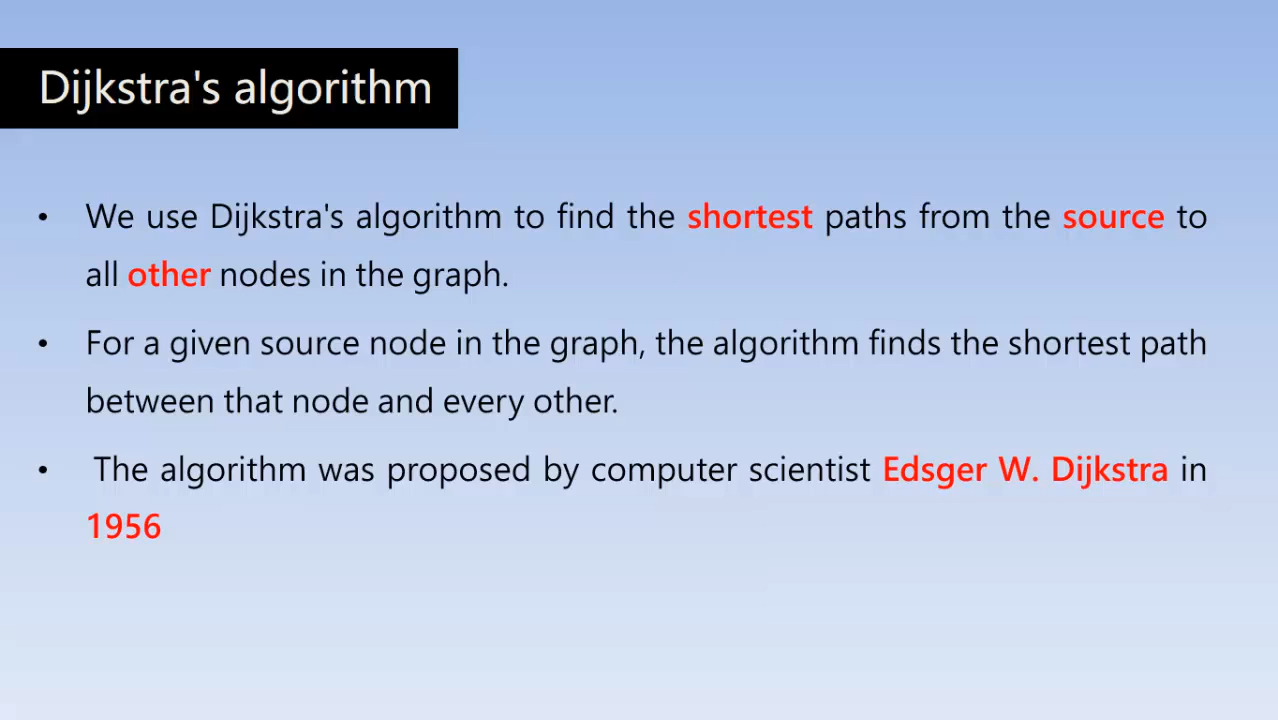 Dijkstra's algorithm
• We use Dijkstra's algorithm to find the shortest paths from the source to
all other nodes in the graph.
• For a given source node in the graph, the algorithm finds the shortest path
between that node and every other.
• The algorithm was proposed by computer scientist Edsger W. Dijkstra in
1956